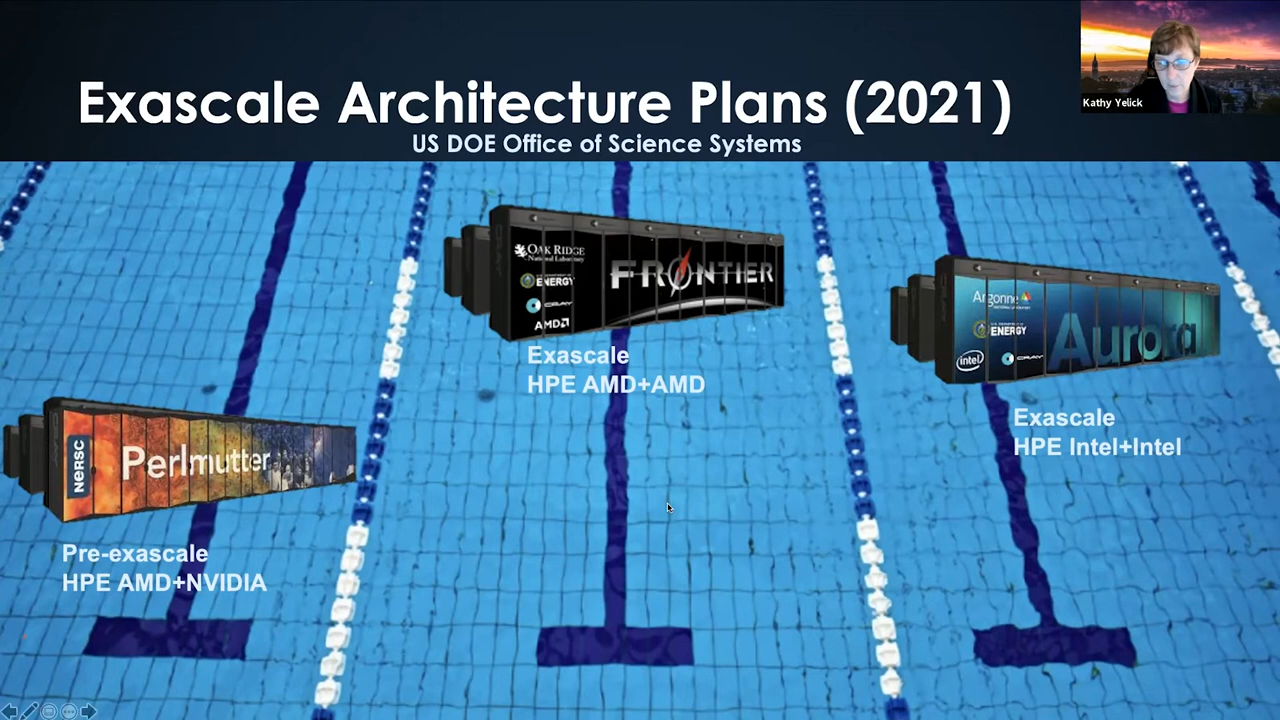 Exascale Architecture Plans (2021)
US DOE Office of Science Systems
Kathy Yelick
OAK RIDGE
National Laboratory
ENERGY
CRAY
AMD
FRONTIER
Exascale
HPE AMD+AMD
Argonne
ENERGY
intel
CRAY
Aurora
Exascale
HPE Intel+Intel
NERSC
Perlmutter
Pre-exascale
HPE AMD+NVIDIA